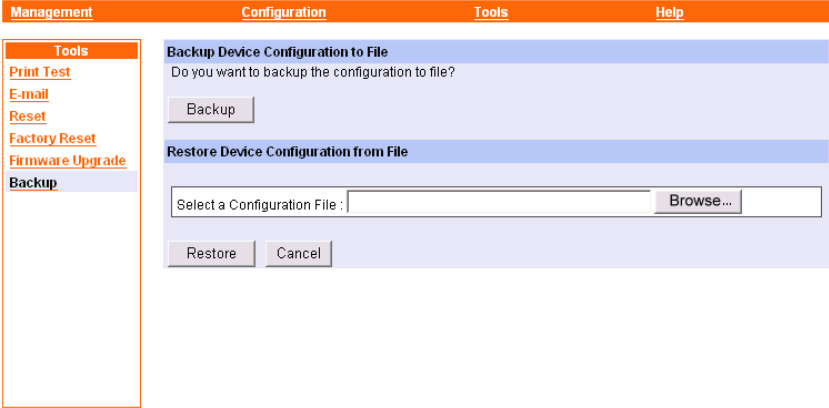 Management Configuration Tools Help
Tools
Print Test
E-mail
Reset
Factory Reset
Firmware Upgrade
Backup
Backup Device Configuration to File
Do you want to backup the configuration to file?
Backup
Restore Device Configuration from File
Select a Configuration File : Browse...
Restore Cancel